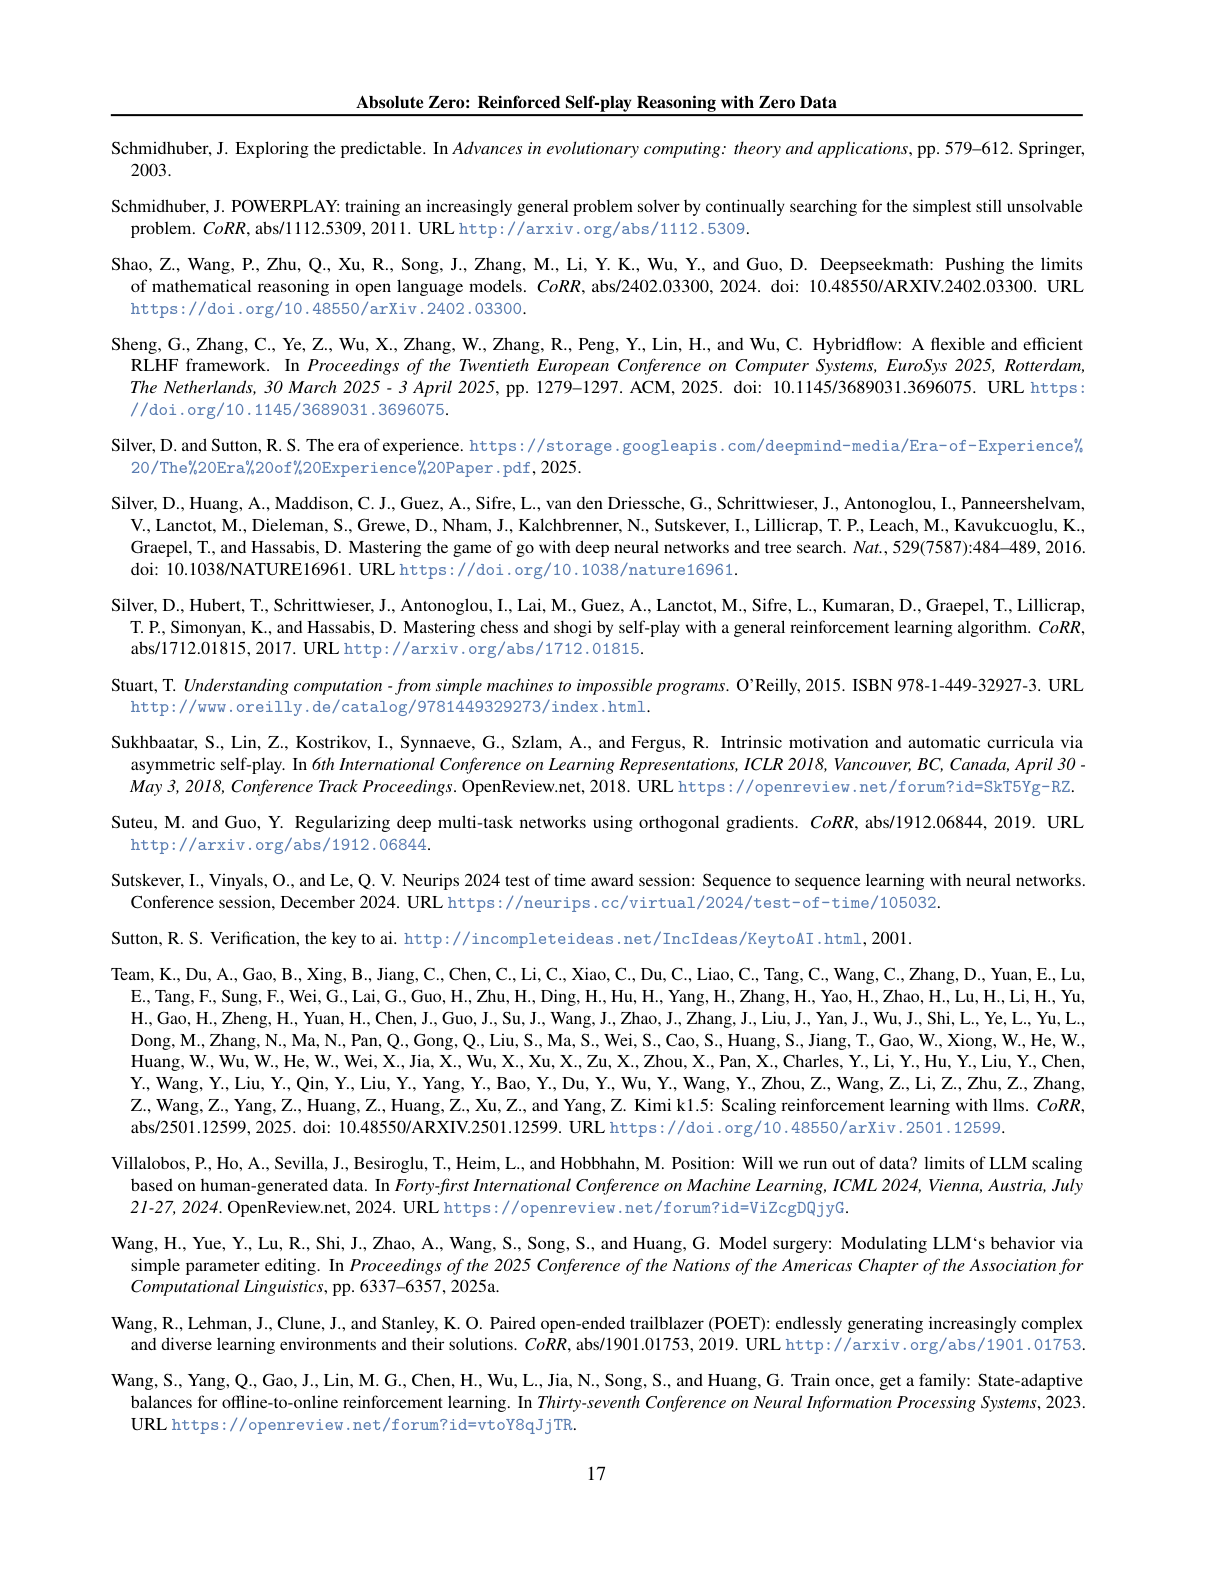 Absolute Zero: Reinforced Self-play Reasoning with Zero Data
Schmidhuber, J. Exploring the predictable. In Advances in evolutionary computing: theory and applications, pp. 579–612. Springer,
2003.
Schmidhuber, J. POWERPLAY: training an increasingly general problem solver by continually searching for the simplest still unsolvable
problem. CoRR, abs/1112.5309, 2011. URL http://arxiv.org/abs/1112.5309.
Shao, Z., Wang, P., Zhu, Q., Xu, R., Song, J., Zhang, M., Li, Y. K., Wu, Y., and Guo, D. Deepseekmath: Pushing the limits
of mathematical reasoning in open language models. CoRR, abs/2402.03300, 2024. doi: 10.48550/ARXIV.2402.03300. URL
https://doi.org/10.48550/arXiv.2402.03300.
Sheng, G., Zhang, C., Ye, Z., Wu, X., Zhang, W., Zhang, R., Peng, Y., Lin, H., and Wu, C. Hybridflow: A flexible and efficient
RLHF framework. In Proceedings of the Twentieth European Conference on Computer Systems, EuroSys 2025, Rotterdam,
The Netherlands, 30 March 2025 - 3 April 2025, pp. 1279–1297. ACM, 2025. doi: 10.1145/3689031.3696075. URL https:
//doi.org/10.1145/3689031.3696075.
Silver, D. and Sutton, R. S. The era of experience. https://storage.googleapis.com/deepmind-media/Era-of-Experience%
20/The%20Era%20of%20Experience%20Paper.pdf, 2025.
Silver, D., Huang, A., Maddison, C. J., Guez, A., Sifre, L., van den Driessche, G., Schrittwieser, J., Antonoglou, I., Panneershelvam,
V., Lanctot, M., Dieleman, S., Grewe, D., Nham, J., Kalchbrenner, N., Sutskever, I., Lillicrap, T. P., Leach, M., Kavukcuoglu, K.,
Graepel, T., and Hassabis, D. Mastering the game of go with deep neural networks and tree search. Nat., 529(7587):484–489, 2016.
doi: 10.1038/NATURE16961. URL https://doi.org/10.1038/nature16961.
Silver, D., Hubert, T., Schrittwieser, J., Antonoglou, I., Lai, M., Guez, A., Lanctot, M., Sifre, L., Kumaran, D., Graepel, T., Lillicrap,
T. P., Simonyan, K., and Hassabis, D. Mastering chess and shogi by self-play with a general reinforcement learning algorithm. CoRR,
abs/1712.01815, 2017. URL http://arxiv.org/abs/1712.01815.
Stuart, T. Understanding computation - from simple machines to impossible programs. O'Reilly, 2015. ISBN 978-1-449-32927-3. URL
http://www.oreilly.de/catalog/9781449329273/index.html.
Sukhbaatar, S., Lin, Z., Kostrikov, I., Synnaeve, G., Szlam, A., and Fergus, R. Intrinsic motivation and automatic curricula via
asymmetric self-play. In 6th International Conference on Learning Representations, ICLR 2018, Vancouver, BC, Canada, April 30 -
May 3, 2018, Conference Track Proceedings. OpenReview.net, 2018. URL https://openreview.net/forum?id=SkT5Yg-RZ.
Suteu, M. and Guo, Y. Regularizing deep multi-task networks using orthogonal gradients. CoRR, abs/1912.06844, 2019. URL
http://arxiv.org/abs/1912.06844.
Sutskever, I., Vinyals, O., and Le, Q. V. Neurips 2024 test of time award session: Sequence to sequence learning with neural networks.
Conference session, December 2024. URL https://neurips.cc/virtual/2024/test-of-time/105032.
Sutton, R. S. Verification, the key to ai. http://incompleteideas.net/IncIdeas/KeytoAI.html, 2001.
Team, K., Du, A., Gao, B., Xing, B., Jiang, C., Chen, C., Li, C., Xiao, C., Du, C., Liao, C., Tang, C., Wang, C., Zhang, D., Yuan, E., Lu,
E., Tang, F., Sung, F., Wei, G., Lai, G., Guo, H., Zhu, H., Ding, H., Hu, H., Yang, H., Zhang, H., Yao, H., Zhao, H., Lu, H., Li, H., Yu,
H., Gao, H., Zheng, H., Yuan, H., Chen, J., Guo, J., Su, J., Wang, J., Zhao, J., Zhang, J., Liu, J., Yan, J., Wu, J., Shi, L., Ye, L., Yu, L.,
Dong, M., Zhang, N., Ma, N., Pan, Q., Gong, Q., Liu, S., Ma, S., Wei, S., Cao, S., Huang, S., Jiang, T., Gao, W., Xiong, W., He, W.,
Huang, W., Wu, W., He, W., Wei, X., Jia, X., Wu, X., Xu, X., Zu, X., Zhou, X., Pan, X., Charles, Y., Li, Y., Hu, Y., Liu, Y., Chen,
Y., Wang, Y., Liu, Y., Qin, Y., Liu, Y., Yang, Y., Bao, Y., Du, Y., Wu, Y., Wang, Y., Zhou, Z., Wang, Z., Li, Z., Zhu, Z., Zhang,
Z., Wang, Z., Yang, Z., Huang, Z., Huang, Z., Xu, Z., and Yang, Z. Kimi k1.5: Scaling reinforcement learning with llms. CoRR,
abs/2501.12599, 2025. doi: 10.48550/ARXIV.2501.12599. URL https://doi.org/10.48550/arXiv.2501.12599.
Villalobos, P., Ho, A., Sevilla, J., Besiroglu, T., Heim, L., and Hobbhahn, M. Position: Will we run out of data? limits of LLM scaling
based on human-generated data. In Forty-first International Conference on Machine Learning, ICML 2024, Vienna, Austria, July
21-27, 2024. OpenReview.net, 2024. URL https://openreview.net/forum?id=ViZcgDQjyG.
Wang, H., Yue, Y., Lu, R., Shi, J., Zhao, A., Wang, S., Song, S., and Huang, G. Model surgery: Modulating LLM‘s behavior via
simple parameter editing. In Proceedings of the 2025 Conference of the Nations of the Americas Chapter of the Association for
Computational Linguistics, pp. 6337–6357, 2025a.
Wang, R., Lehman, J., Clune, J., and Stanley, K. O. Paired open-ended trailblazer (POET): endlessly generating increasingly complex
and diverse learning environments and their solutions. CoRR, abs/1901.01753, 2019. URL http://arxiv.org/abs/1901.01753.
Wang, S., Yang, Q., Gao, J., Lin, M. G., Chen, H., Wu, L., Jia, N., Song, S., and Huang, G. Train once, get a family: State-adaptive
balances for offline-to-online reinforcement learning. In Thirty-seventh Conference on Neural Information Processing Systems, 2023.
URL https://openreview.net/forum?id=vtoY8qJjTR.
17